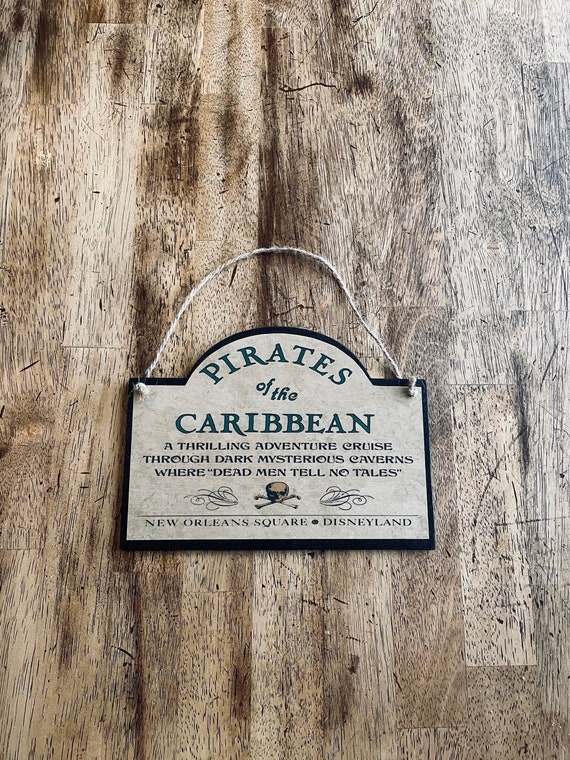 PIRATES
of the
CARIBBEAN
A THRILLING ADVENTURE CRUISE
THROUGH DARK MYSTERIOUS CAVERNS
WHERE "DEAD MEN TELL NO TALES"
NEW ORLEANS SQUARE • DISNEYLAND